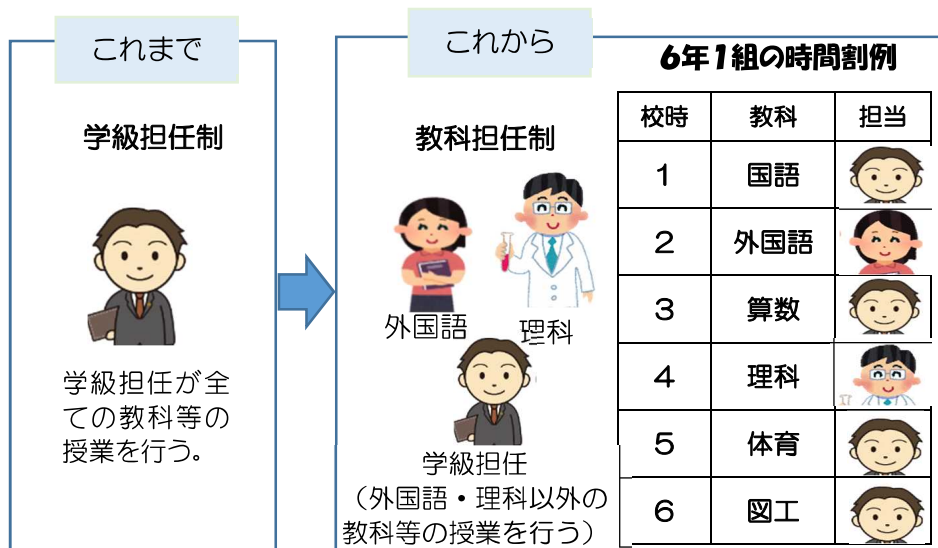 これまで
学級担任制
学級担任が全
ての教科等の
授業を行う。
これから
教科担任制
外国語
理科
学級担任
（外国語・理科以外の
教科等の授業を行う）
6年1組の時間割例
校時 教科 担当
1 国語
2 外国語
3 算数
4 理科
5 体育
6 図工